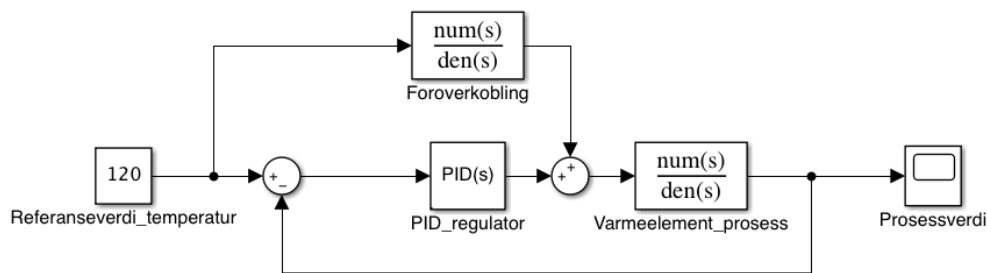 num(s)
den(s)
Foroverkobling
120
Referanseverdi_temperatur
+
−
PID(s)
PID_regulator
+
+
num(s)
den(s)
Varmeelement_prosess
Prosessverdi